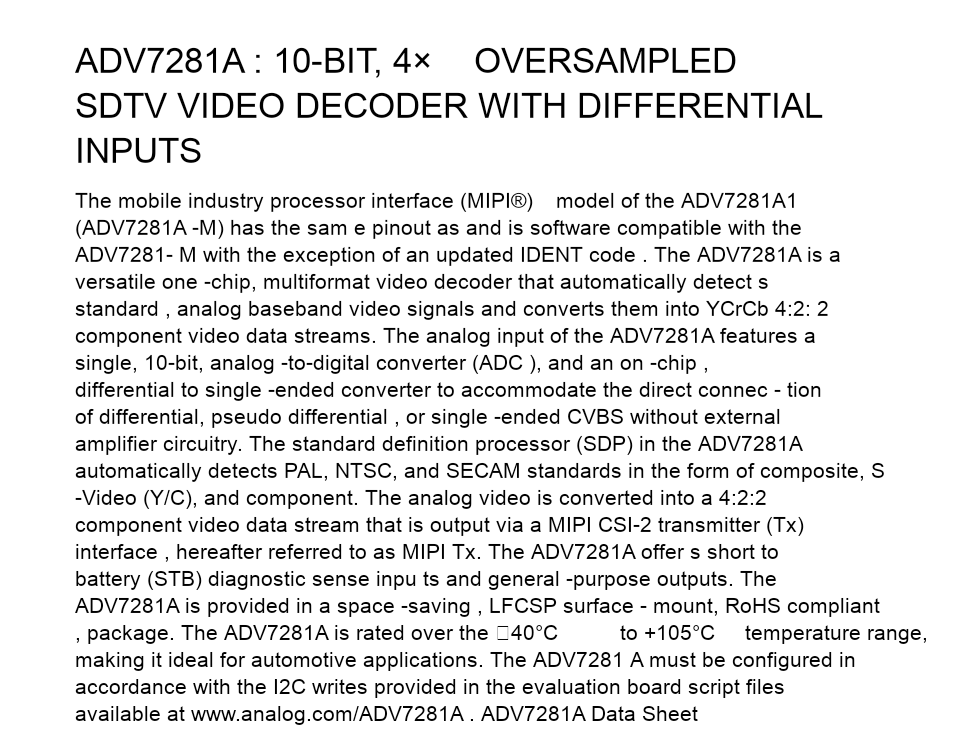 ADV7281A : 10-BIT, 4× OVERSAMPLED
SDTV VIDEO DECODER WITH DIFFERENTIAL
INPUTS
The mobile industry processor interface (MIPI®) model of the ADV7281A1
(ADV7281A -M) has the sam e pinout as and is software compatible with the
ADV7281- M with the exception of an updated IDENT code . The ADV7281A is a
versatile one -chip, multiformat video decoder that automatically detect s
standard , analog baseband video signals and converts them into YCrCb 4:2: 2
component video data streams. The analog input of the ADV7281A features a
single, 10-bit, analog -to-digital converter (ADC ), and an on -chip ,
differential to single -ended converter to accommodate the direct connec - tion
of differential, pseudo differential , or single -ended CVBS without external
amplifier circuitry. The standard definition processor (SDP) in the ADV7281A
automatically detects PAL, NTSC, and SECAM standards in the form of composite, S
-Video (Y/C), and component. The analog video is converted into a 4:2:2
component video data stream that is output via a MIPI CSI-2 transmitter (Tx)
interface , hereafter referred to as MIPI Tx. The ADV7281A offer s short to
battery (STB) diagnostic sense inpu ts and general -purpose outputs. The
ADV7281A is provided in a space -saving , LFCSP surface - mount, RoHS compliant
, package. The ADV7281A is rated over the □40°C to +105°C temperature range,
making it ideal for automotive applications. The ADV7281 A must be configured in
accordance with the I2C writes provided in the evaluation board script files
available at www.analog.com/ADV7281A . ADV7281A Data Sheet